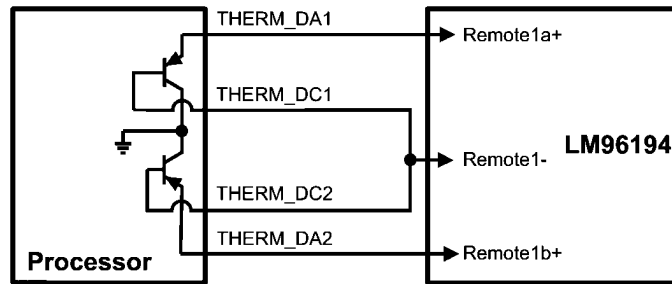 THERM_DA1
Remote1a+
THERM_DC1
Remote1-
LM96194
THERM_DC2
THERM_DA2
Remote1b+
Processor